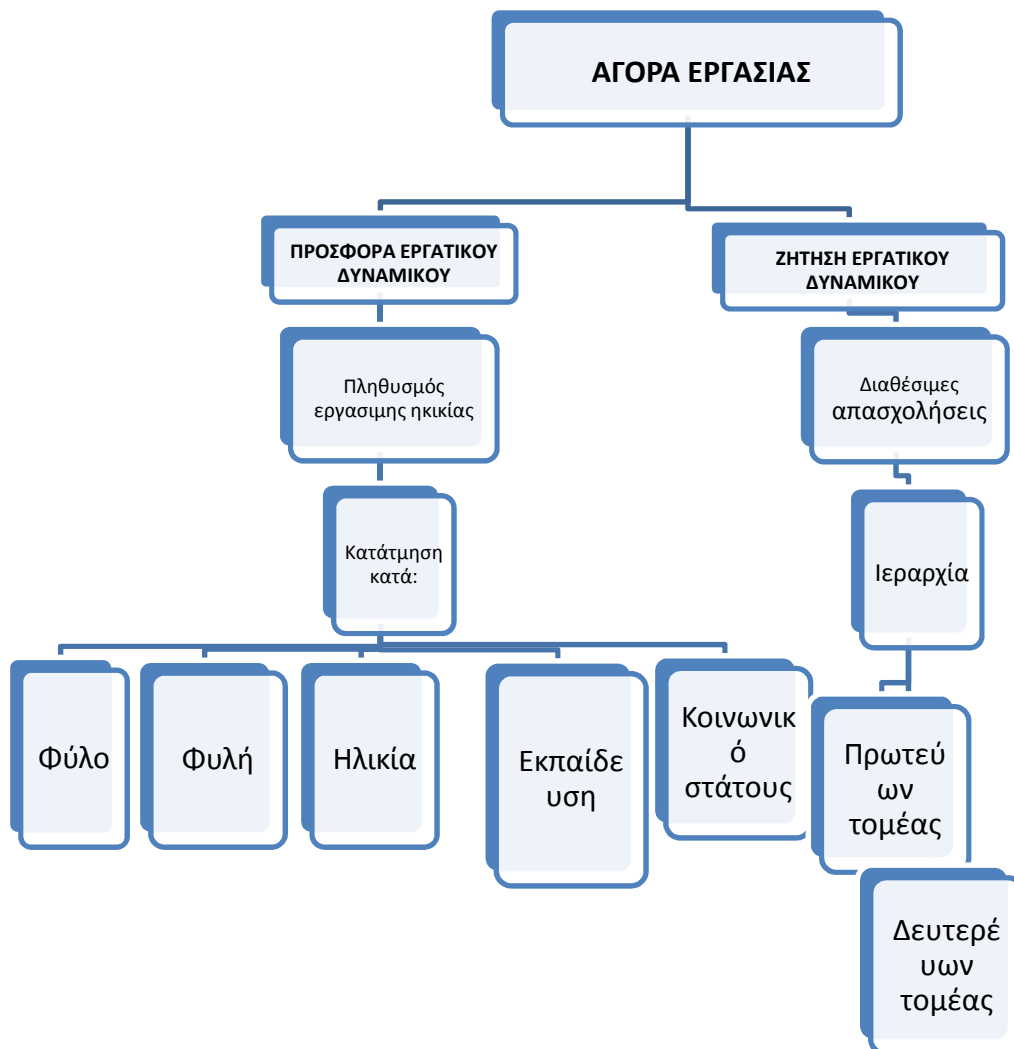 ΑΓΟΡΑ ΕΡΓΑΣΙΑΣ
ΠΡΟΣΦΟΡΑ ΕΡΓΑΤΙΚΟΥ
ΔΥΝΑΜΙΚΟΥ
ΖΗΤΗΣΗ ΕΡΓΑΤΙΚΟΥ
ΔΥΝΑΜΙΚΟΥ
Πληθυσμός
εργασιμης ηκικίας
Διαθέσιμες
απασχολήσεις
Κατάτμηση
κατά:
Ιεραρχία
Φύλο
Φυλή
Ηλικία
Εκπαίδε
υση
Κοινωνικ
ό
στάτους
Πρωτεύ
ων
τομέας
Δευτερέ
υων
τομέας